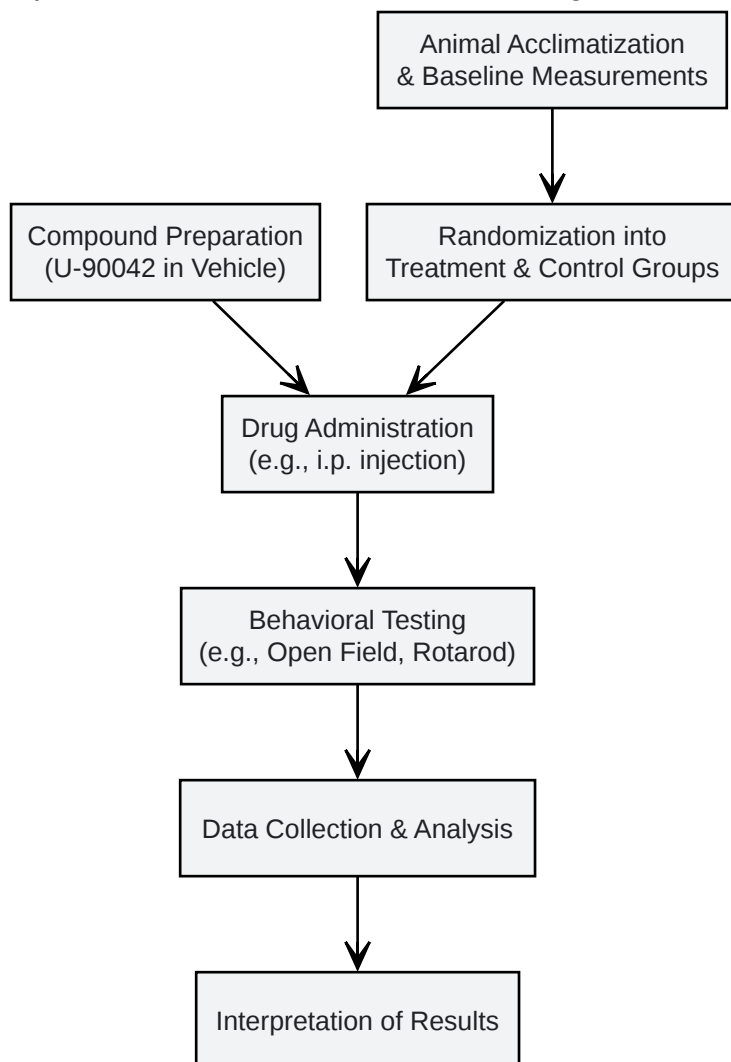 Animal Acclimatization
& Baseline Measurements
Compound Preparation
(U-90042 in Vehicle)
Randomization into
Treatment & Control Groups
Drug Administration
(e.g., i.p. injection)
Behavioral Testing
(e.g., Open Field, Rotarod)
Data Collection & Analysis
Interpretation of Results